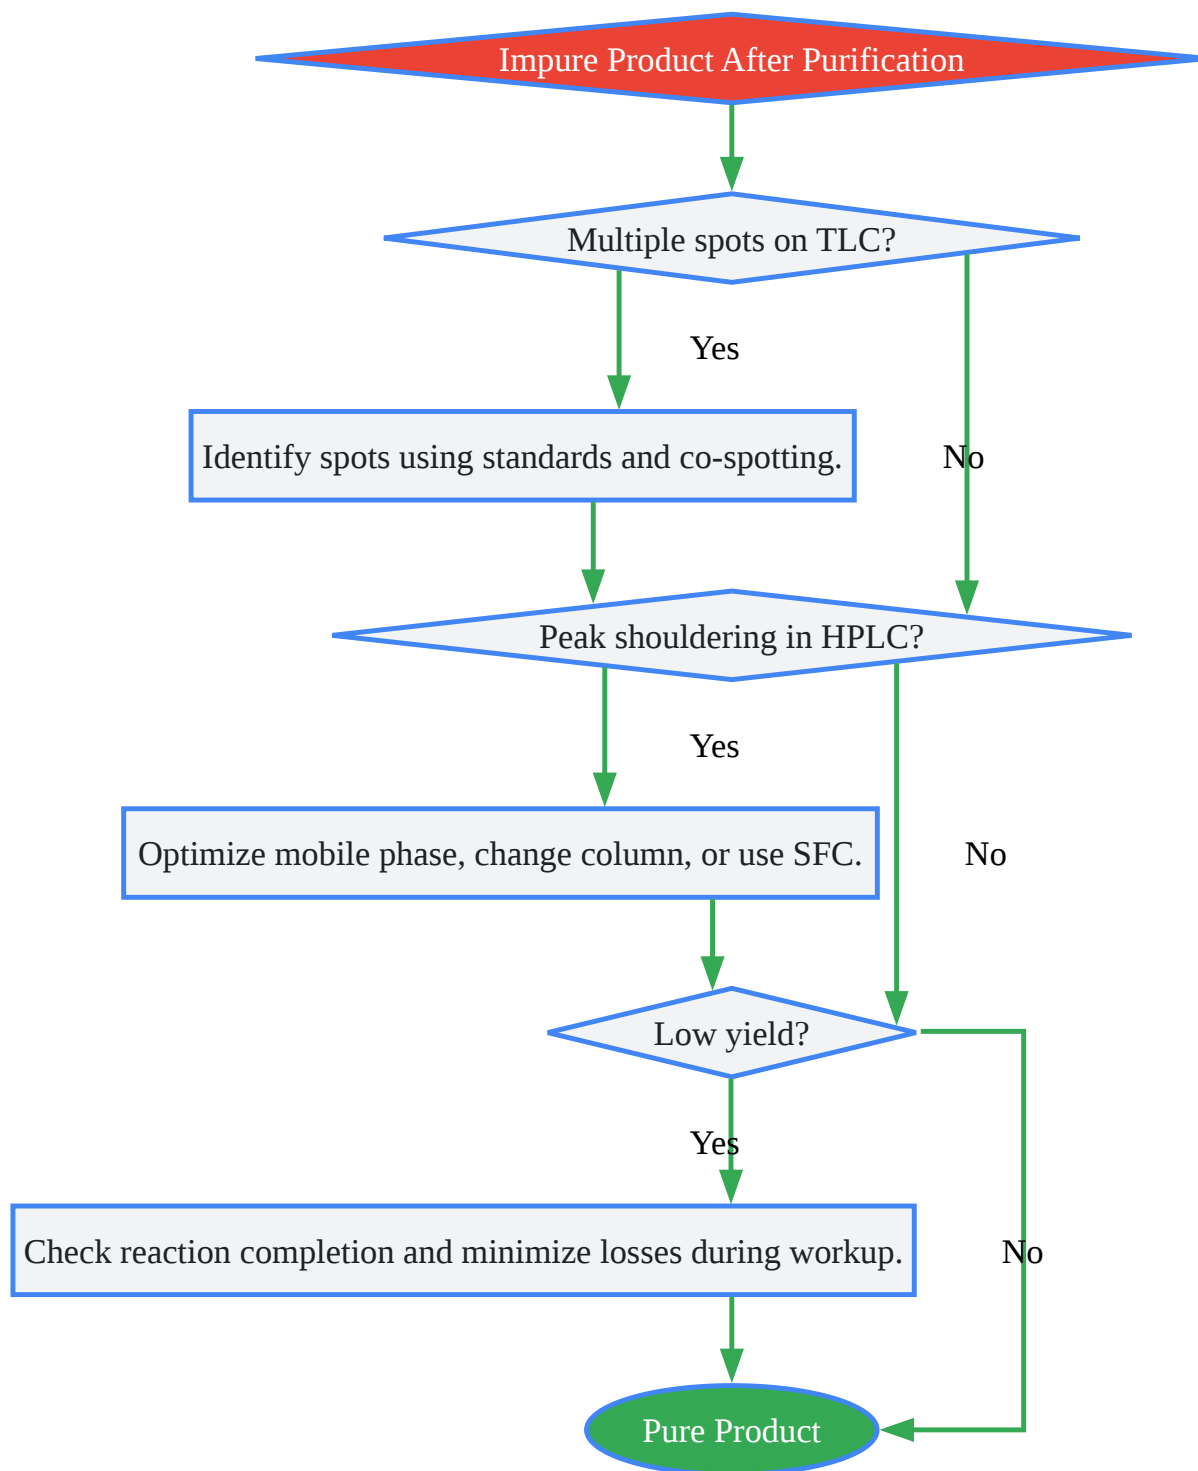 Impure Product After Purification
Multiple spots on TLC?
Yes
Identify spots using standards and co-spotting.
No
Peak shouldering in HPLC?
Yes
Optimize mobile phase, change column, or use SFC.
No
Low yield?
Yes
Check reaction completion and minimize losses during workup.
No
Pure Product